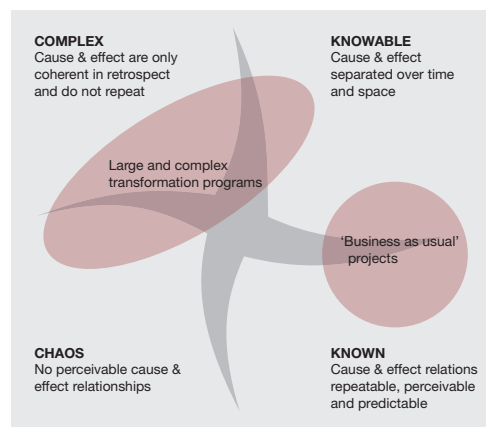 COMPLEX
Cause & effect are only
coherent in retrospect
and do not repeat
KNOWABLE
Cause & effect
separated over time
and space
Large and complex
transformation programs
‘Business as usual’
projects
CHAOS
No perceivable cause &
effect relationships
KNOWN
Cause & effect relations
repeatable, perceivable
and predictable